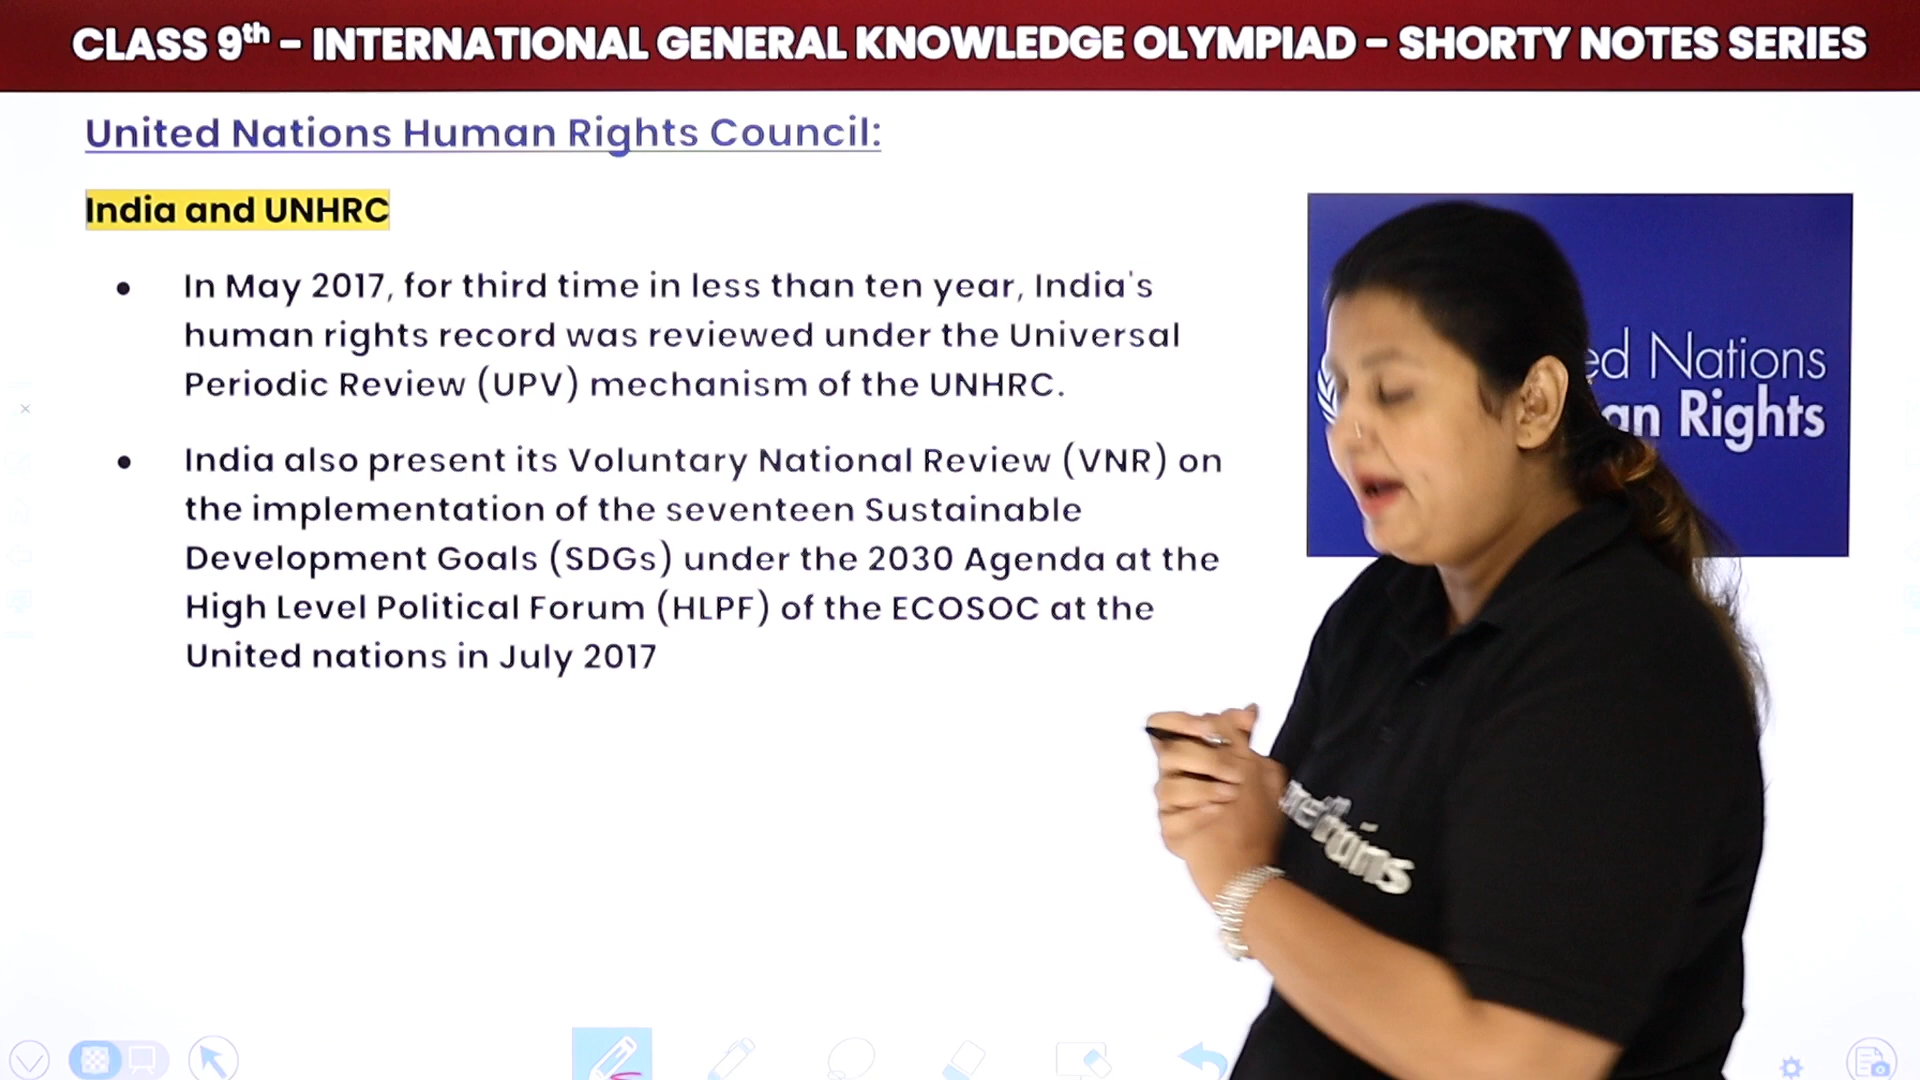 CLASS 9th - INTERNATIONAL GENERAL KNOWLEDGE OLYMPIAD - SHORTY NOTES SERIES
United Nations Human Rights Council:
India and UNHRC
• In May 2017, for third time in less than ten year, India's
human rights record was reviewed under the Universal
Periodic Review (UPV) mechanism of the UNHRC.
• India also present its Voluntary National Review (VNR) on
the implementation of the seventeen Sustainable
Development Goals (SDGs) under the 2030 Agenda at the
High Level Political Forum (HLPF) of the ECOSOC at the
United nations in July 2017
Nations
Rights